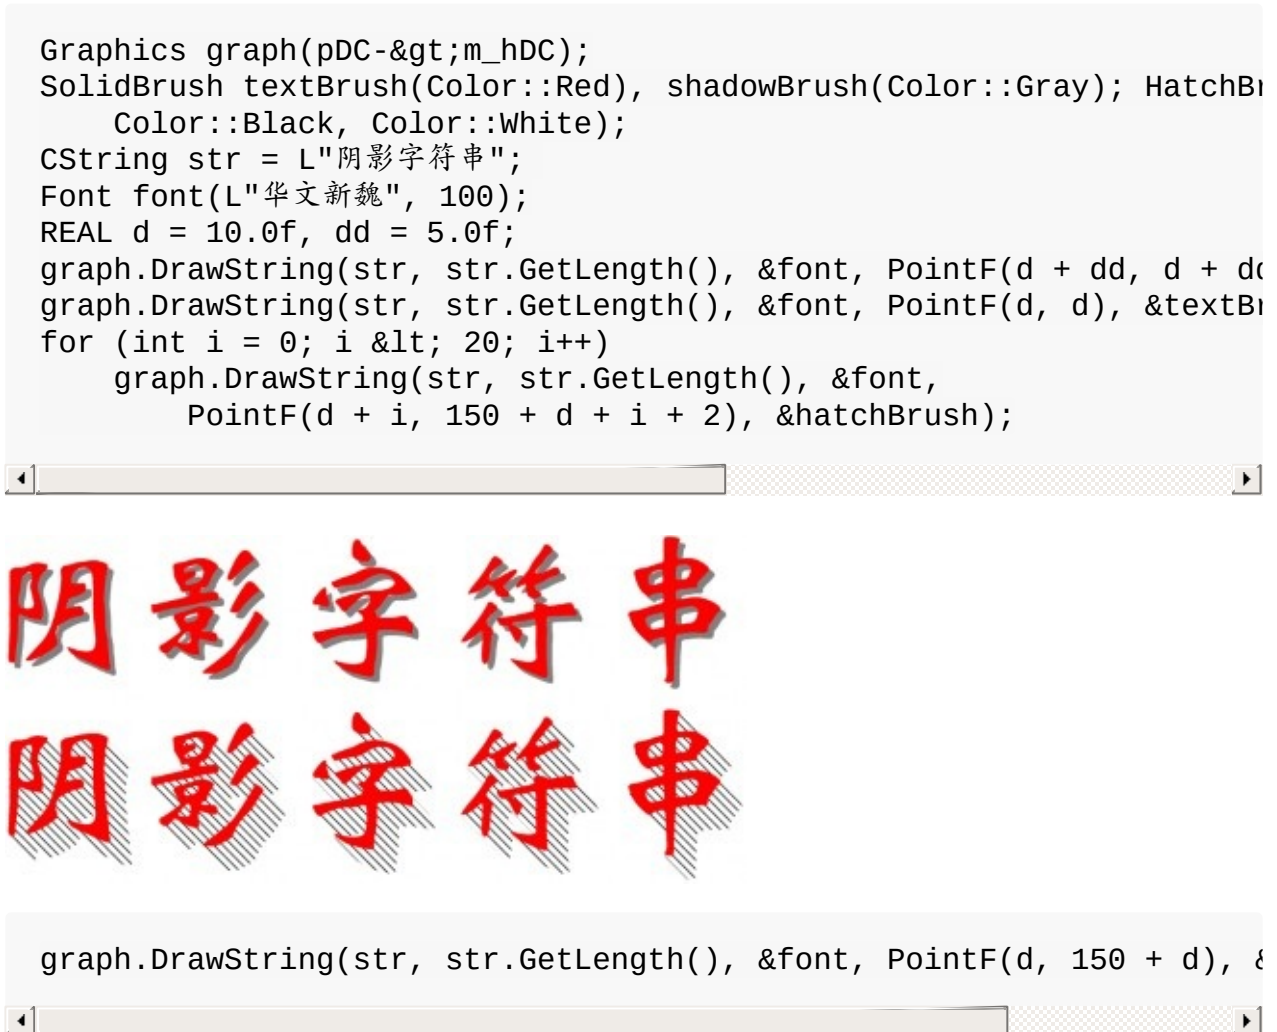 Graphics graph(pDC-&gt;m_hDC);
SolidBrush textBrush(Color::Red), shadowBrush(Color::Gray); HatchBr
Color::Black, Color::White);
CString str = L"阴影字符串";
Font font(L"华文新魏", 100);
REAL d = 10.0f, dd = 5.0f;
graph.DrawString(str, str.GetLength(), &font, PointF(d + dd, d + dd
graph.DrawString(str, str.GetLength(), &font, PointF(d, d), &textBr
for (int i = 0; i &lt; 20; i++)
graph.DrawString(str, str.GetLength(), &font,
PointF(d + i, 150 + d + i + 2), &hatchBrush);
阴影字符串
阴影字符串
graph.DrawString(str, str.GetLength(), &font, PointF(d, 150 + d), &